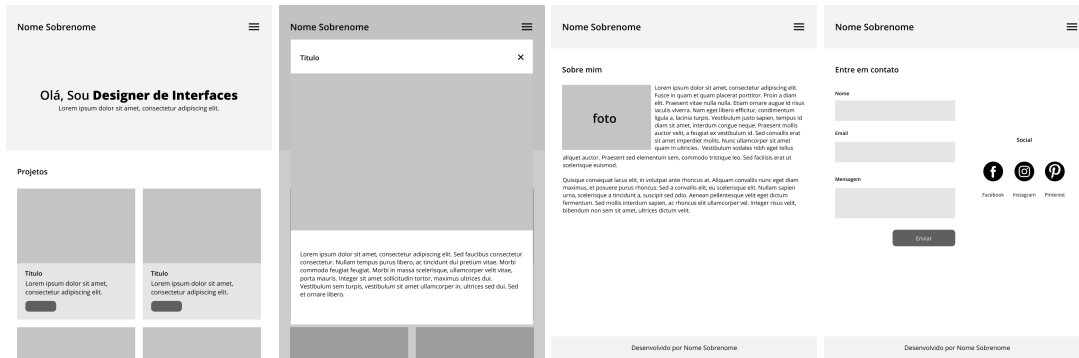 Nome Sobrenome
Olá, Sou Designer de Interfaces
Lorem ipsum dolor sit amet, consectetur adipiscing elit.
Projetos
Titulo
Lorem ipsum dolor sit amet,
consectetur adipiscing elit.
Titulo
Lorem ipsum dolor sit amet,
consectetur adipiscing elit.
Nome Sobrenome
Titulo
Lorem ipsum dolor sit amet, consectetur adipiscing elit. Sed faucibus consectetur
consectetur. Nullam tempus purus libero, ac tincidunt dui pretium vitae. Morbi
commodo feugiat feugiat. Morbi in massa scelerisque, ullamcorper velit vitae,
porta mauris. Integer sit amet sollicitudin tortor, maximus ultrices dui.
Vestibulum sem turpis, vestibulum sit amet ullamcorper in, ultrices sed dui. Sed
et ornare libero.
Nome Sobrenome
Sobre mim
foto
Lorem ipsum dolor sit amet, consectetur adipiscing elit.
Fusce in quam et quam placerat porttitor. Proin a diam
elit. Praesent vitae nulla nulla. Etiam ornare augue id risus
iaculis viverra. Nam eget libero efficitur, condimentum
ligula a, lacinia turpis. Vestibulum justo sapien, tempus id
diam sit amet, interdum congue neque. Praesent mollis
auctor velit, a feugiat ex vestibulum id. Sed convallis erat
sit amet imperdiet mollis. Nunc ullamcorper sit amet
quam in ultricies. Vestibulum sodales nibh eget tellus
aliquet auctor. Praesent sed elementum sem, commodo tristique leo. Sed facilisis erat ut
scelerisque euismod.
Quisque consequat lacus elit, in volutpat ante rhoncus at. Aliquam convallis nunc eget diam
maximus, et posuere purus rhoncus. Sed a convallis elit, eu scelerisque elit. Nullam sapien
urna, scelerisque a tincidunt a, suscipit sed odio. Aenean pellentesque velit eget dictum
fermentum. Sed mollis interdum sapien, ac rhoncus elit ullamcorper vel. Integer risus velit,
bibendum non sem sit amet, ultrices dictum velit.
Desenvolvido por Nome Sobrenome
Nome Sobrenome
Entre em contato
Nome
Email
Mensagem
Enviar
Social
Facebook Instagram Pinterest
Desenvolvido por Nome Sobrenome